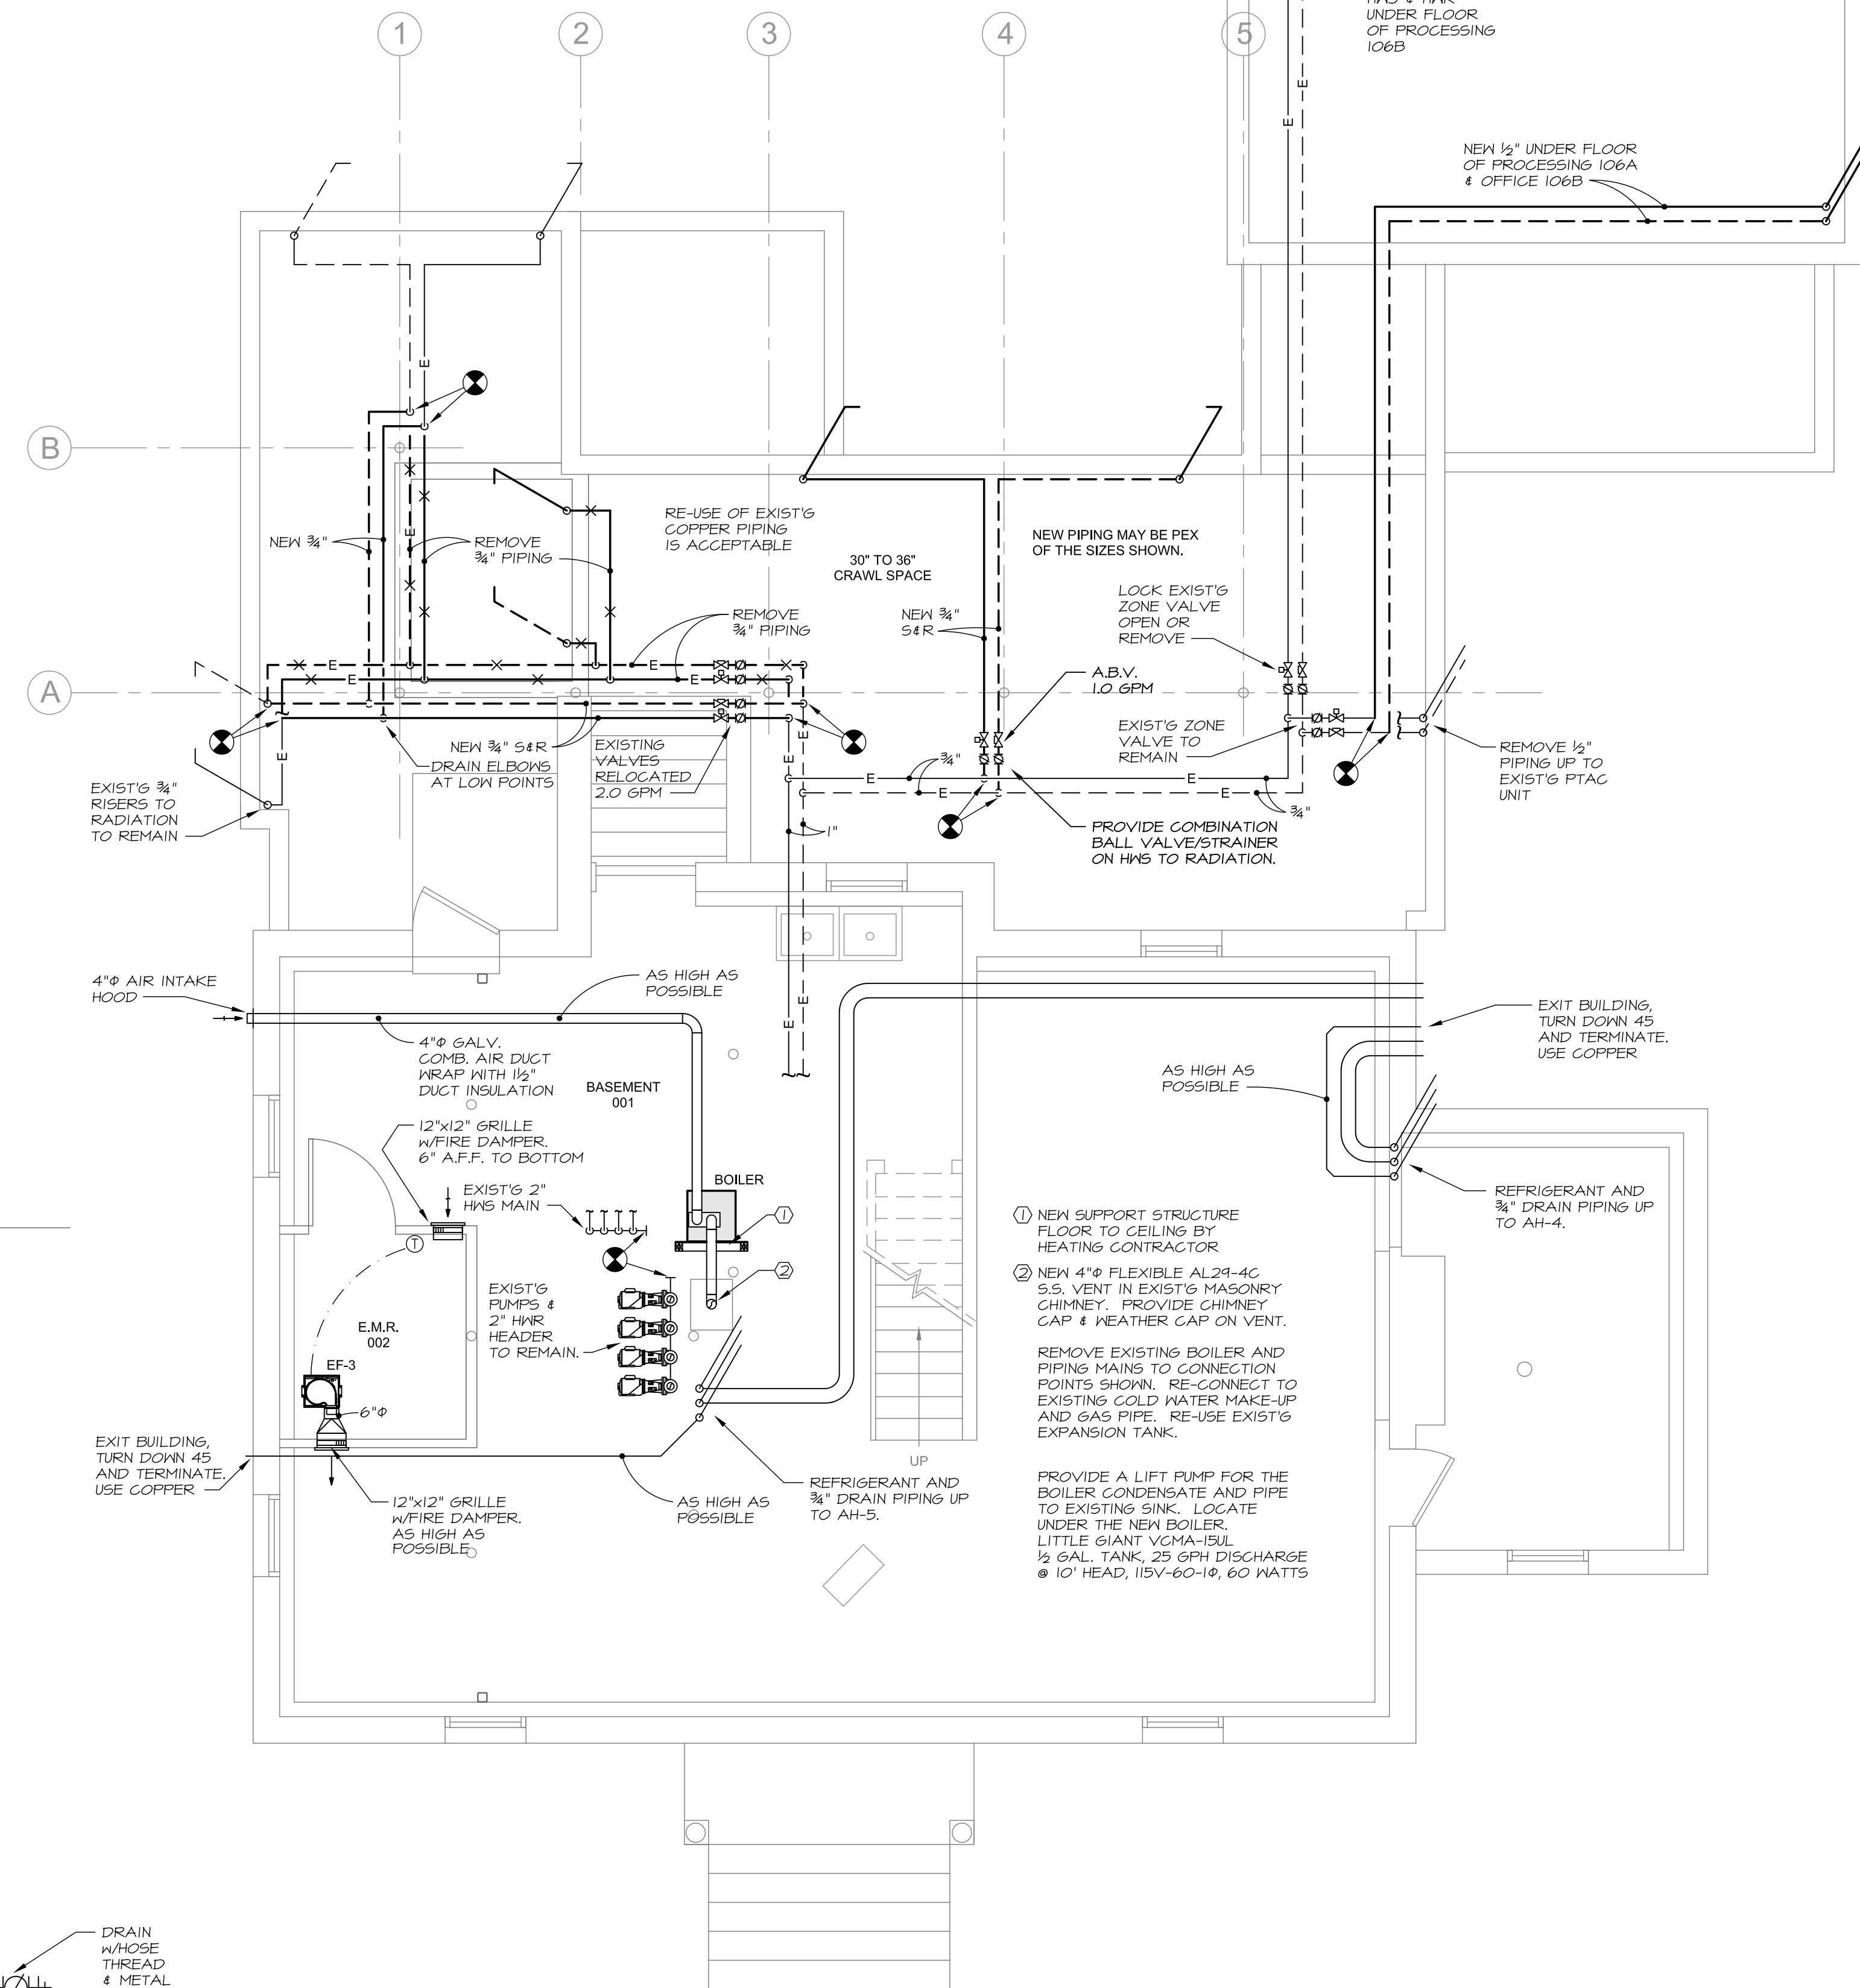 1
2
3
4
5
UNDER FLOOR
OF PROCESSING
106B
E
E
NEW ½" UNDER FLOOR
OF PROCESSING 106A
& OFFICE 106B
E
B
E
NEW ¾"
REMOVE
¾" PIPING
RE-USE OF EXIST'G
COPPER PIPING
IS ACCEPTABLE
30" TO 36"
CRAWL SPACE
NEW PIPING MAY BE PEX
OF THE SIZES SHOWN.
LOCK EXIST'G
ZONE VALVE
OPEN OR
REMOVE
NEW ¾"
S&R
REMOVE
¾" PIPING
E
E
E
E
E
A
A.B.V.
1.0 GPM
EXIST'G ZONE
VALVE TO
REMAIN
REMOVE ½"
PIPING UP TO
EXIST'G PTAC
UNIT
NEW ¾" S&R
DRAIN ELBOWS
AT LOW POINTS
EXISTING
VALVES
RELOCATED
2.0 GPM
E
E
E
¾"
E
E
E
E
¾"
EXIST'G ¾"
RISERS TO
RADIATION
TO REMAIN
1"
PROVIDE COMBINATION
BALL VALVE/STRAINER
ON HWS TO RADIATION.
4"Φ AIR INTAKE
HOOD
AS HIGH AS
POSSIBLE
E
E
4"Φ GALV.
COMB. AIR DUCT
WRAP WITH 1½"
DUCT INSULATION
BASEMENT
001
EXIT BUILDING,
TURN DOWN 45
AND TERMINATE.
USE COPPER
AS HIGH AS
POSSIBLE
12"x12" GRILLE
W/FIRE DAMPER.
6" A.F.F. TO BOTTOM
EXIST'G 2"
HWS MAIN
BOILER
1
T
2
REFRIGERANT AND
¾" DRAIN PIPING UP
TO AH-4.
1 NEW SUPPORT STRUCTURE
FLOOR TO CEILING BY
HEATING CONTRACTOR
2 NEW 4"Φ FLEXIBLE AL29-4C
S.S. VENT IN EXIST'G MASONRY
CHIMNEY. PROVIDE CHIMNEY
CAP & WEATHER CAP ON VENT.
REMOVE EXISTING BOILER AND
PIPING MAINS TO CONNECTION
POINTS SHOWN. RE-CONNECT TO
EXISTING COLD WATER MAKE-UP
AND GAS PIPE. RE-USE EXIST'G
EXPANSION TANK.
PROVIDE A LIFT PUMP FOR THE
BOILER CONDENSATE AND PIPE
TO EXISTING SINK. LOCATE
UNDER THE NEW BOILER.
LITTLE GIANT VCMA-15UL
½ GAL. TANK, 25 GPH DISCHARGE
@ 10' HEAD, 115V-60-1Φ, 60 WATTS
EXIST'G
PUMPS &
2" HWR
HEADER
TO REMAIN.
E.M.R.
002
EF-3
6"Φ
UP
EXIT BUILDING,
TURN DOWN 45
AND TERMINATE.
USE COPPER
12"x12" GRILLE
W/FIRE DAMPER.
AS HIGH AS
POSSIBLE
AS HIGH AS
POSSIBLE
REFRIGERANT AND
¾" DRAIN PIPING UP
TO AH-5.
DRAIN
W/HOSE
THREAD
& METAL